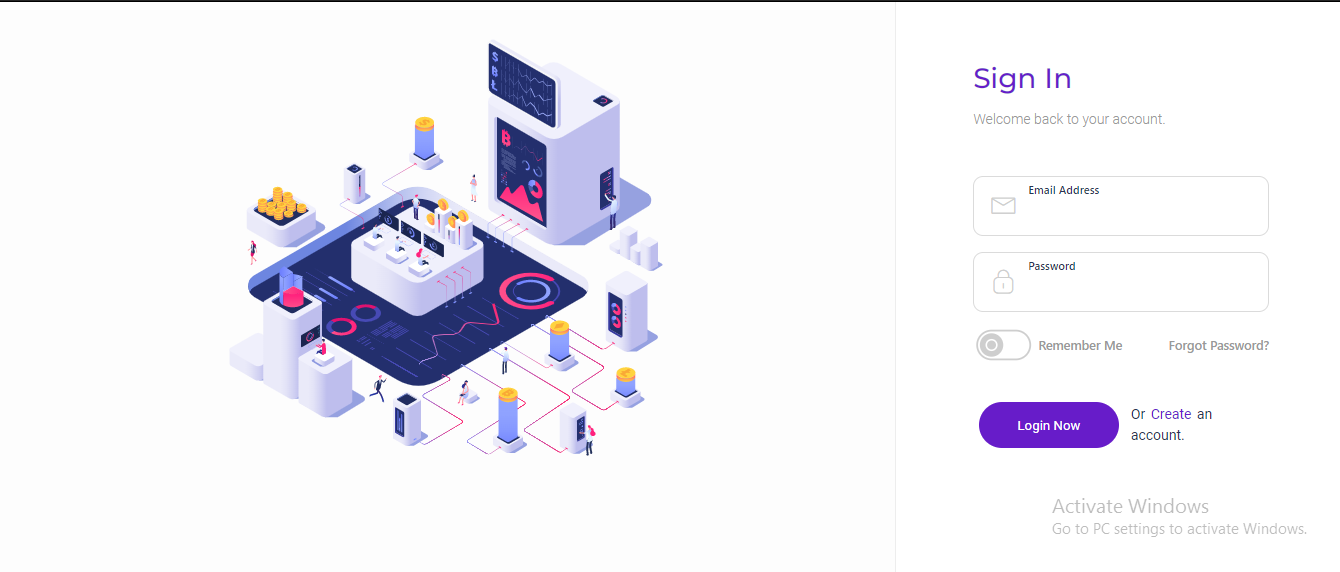 Sign In
Welcome back to your account.
Email Address
Password
Remember Me
Forgot Password?
Login Now
Or Create an
account.
Activate Windows
Go to PC settings to activate Windows.